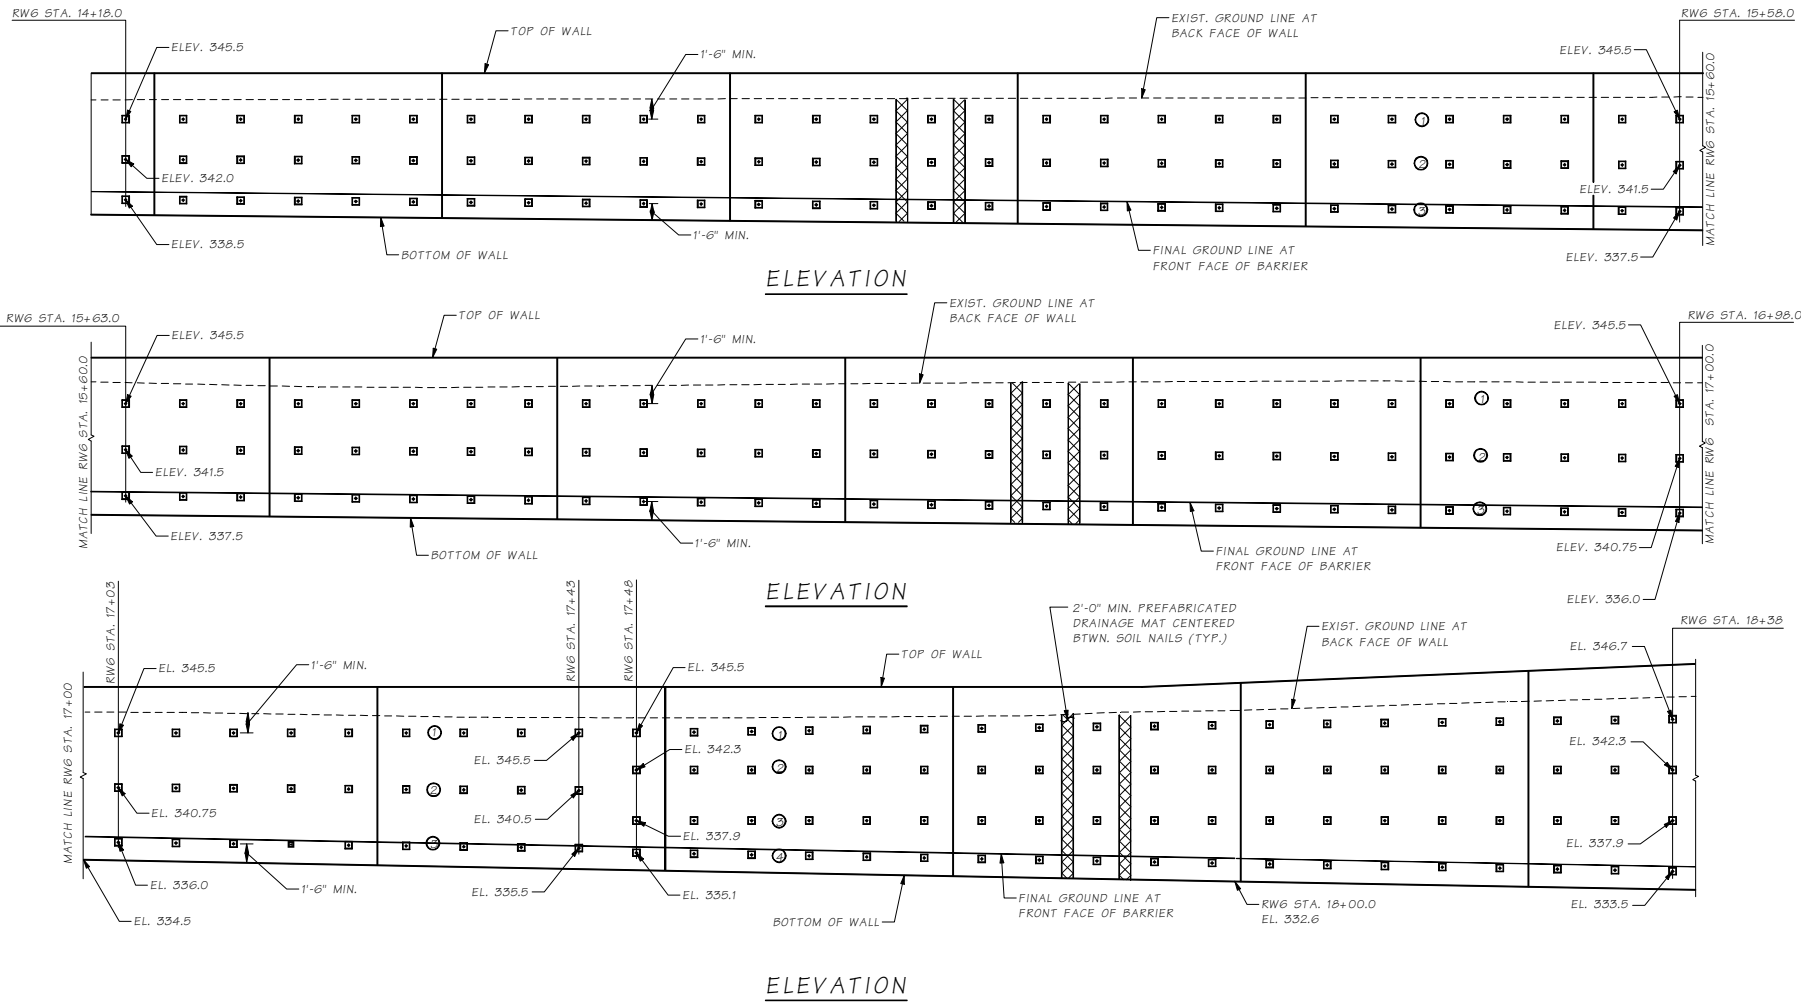 RW6 STA. 14+18.0
ELEV. 345.5
TOP OF WALL
1'-6" MIN.
EXIST. GROUND LINE AT
BACK FACE OF WALL
RW6 STA. 15+58.0
ELEV. 345.5
MATCH LINE RW6 STA. 15+60.0
1
2
3
ELEV. 342.0
ELEV. 341.5
ELEV. 338.5
BOTTOM OF WALL
1'-6" MIN.
FINAL GROUND LINE AT
FRONT FACE OF BARRIER
ELEV. 337.5
ELEVATION
RW6 STA. 15+63.0
MATCH LINE RW6 STA. 15+60.0
ELEV. 345.5
TOP OF WALL
1'-6" MIN.
EXIST. GROUND LINE AT
BACK FACE OF WALL
ELEV. 345.5
RW6 STA. 16+98.0
MATCH LINE RW6 STA. 17+00.0
1
2
3
ELEV. 341.5
ELEV. 337.5
BOTTOM OF WALL
1'-6" MIN.
FINAL GROUND LINE AT
FRONT FACE OF BARRIER
ELEV. 340.75
ELEV. 336.0
ELEVATION
RW6 STA. 17+03
RW6 STA. 17+43
RW6 STA. 17+48
2'-0" MIN. PREFABRICATED
DRAINAGE MAT CENTERED
BTWN. SOIL NAILS (TYP.)
EXIST. GROUND LINE AT
BACK FACE OF WALL
RW6 STA. 18+38
EL. 346.7
MATCH LINE RW6 STA. 17+00
EL. 345.5
1'-6" MIN.
EL. 345.5
TOP OF WALL
1
2
3
EL. 345.5
EL. 342.3
1
2
3
4
EL. 342.3
EL. 340.75
EL. 340.5
EL. 337.9
EL. 337.9
EL. 336.0
EL. 334.5
1'-6" MIN.
EL. 335.5
EL. 335.1
BOTTOM OF WALL
FINAL GROUND LINE AT
FRONT FACE OF BARRIER
RW6 STA. 18+00.0
EL. 332.6
EL. 333.5
ELEVATION